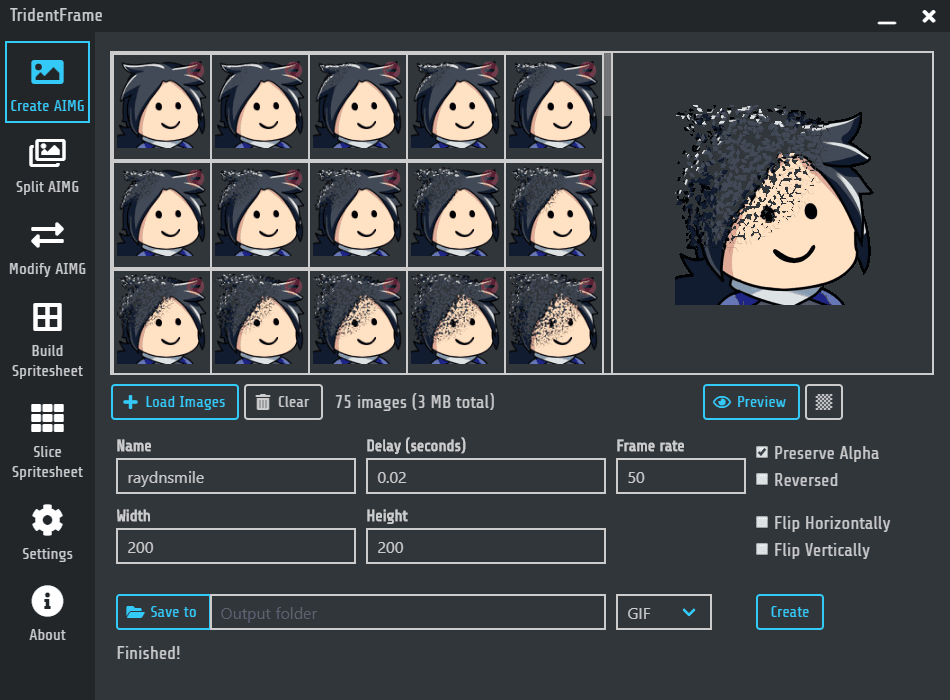 TridentFrame
Create AIMG
Split AIMG
Modify AIMG
Build
Spritesheet
Slice
Spritesheet
Settings
About
Load Images
Clear
75 images (3 MB total)
Preview
Name
Delay (seconds)
Frame rate
raydnsmile
0.02
50
Preserve Alpha
Reversed
Width
Height
200
200
Flip Horizontally
Flip Vertically
Save to
Output folder
GIF
Create
Finished!